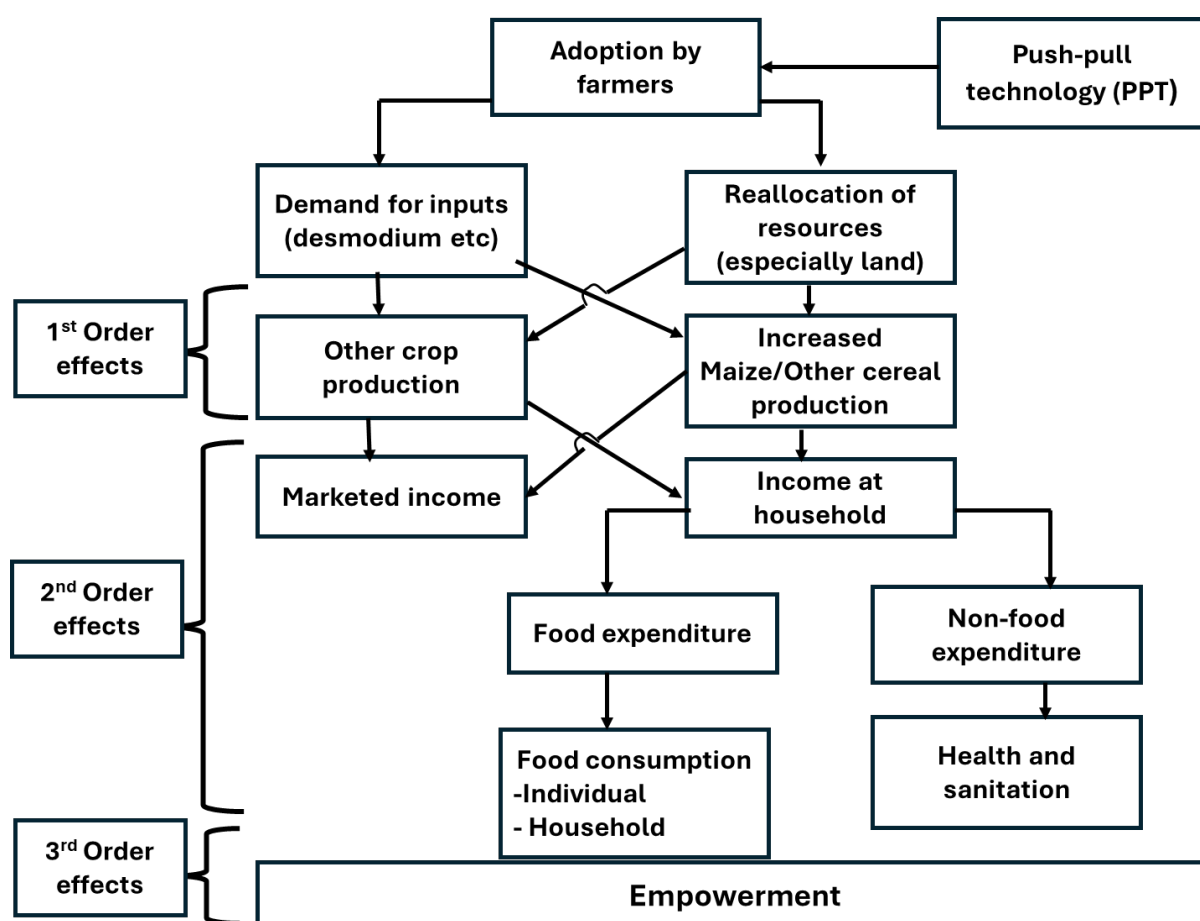 Adoption by
farmers
Push-pull
technology (PPT)
Demand for inputs
(desmodium etc)
Reallocation of
resources
(especially land)
1st Order
effects
Other crop
production
Increased
Maize/Other cereal
production
Marketed income
Income at
household
2nd Order
effects
Food expenditure
Non-food
expenditure
Food consumption
-Individual
- Household
Health and
sanitation
3rd Order
effects
Empowerment